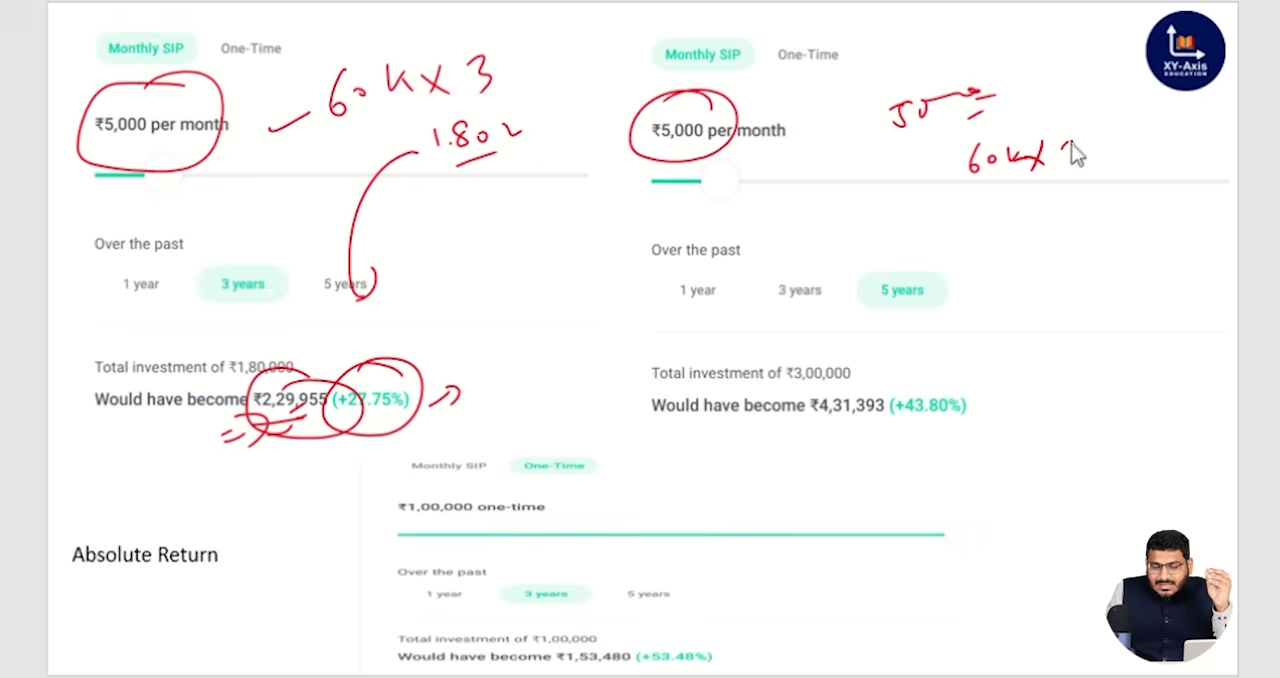 Monthly SIP One-Time
60K x 3
₹5,000 per month
1.80 L
Over the past
1 year 3 years 5 years
Total investment of ₹1,80,000
Would have become ₹2,29,955 (+27.75%)
Monthly SIP One-Time
XY-Axis
EDUCATION
₹5,000 per month
60K x
Over the past
1 year 3 years 5 years
Total investment of ₹3,00,000
Would have become ₹4,31,393 (+43.80%)
Monthly SIP One-Time
₹1,00,000 one-time
Absolute Return
Over the past
1 year 3 years 5 years
Total investment of ₹1,00,000
Would have become ₹1,53,480 (+53.48%)